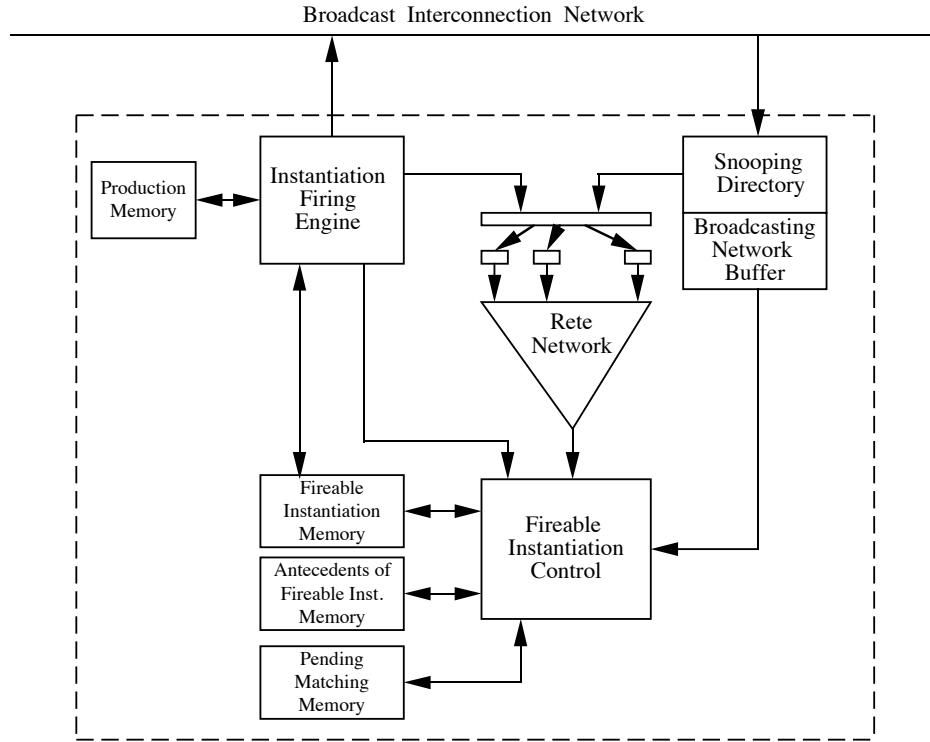 Broadcast Interconnection Network
Production
Memory
Instantiation
Firing
Engine
Snooping
Directory
Broadcasting
Network
Buffer
Rete
Network
Fireable
Instantiation
Memory
Antecedents of
Fireable Inst.
Memory
Pending
Matching
Memory
Fireable
Instantiation
Control